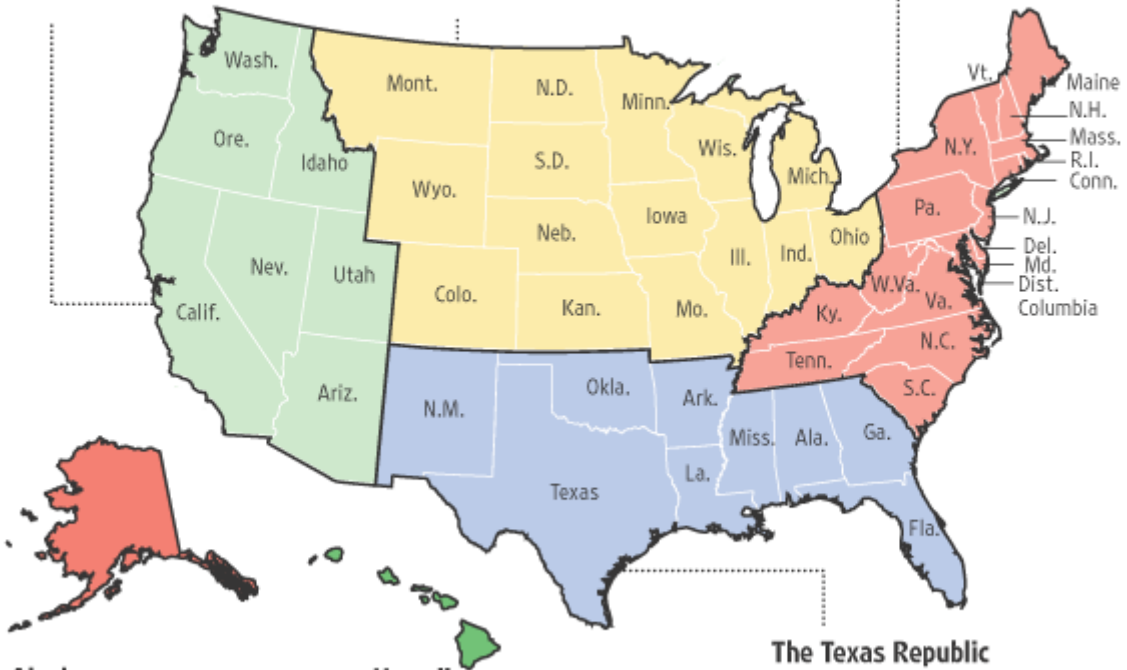 Wash.
Mont.
N.D.
Minn.
Vt.
Maine
N.H.
Mass.
R.I.
Conn.
Ore.
Idaho
S.D.
Wis.
Mich.
N.Y.
Wyo.
Iowa
Pa.
N.J.
Neb.
Ill.
Ind.
Ohio
Del.
Md.
Dist.
Columbia
Nev.
Utah
Colo.
Kan.
Mo.
W.Va.
Va.
Ky.
Calif.
N.C.
Tenn.
Ariz.
N.M.
Okla.
Ark.
S.C.
Miss.
Ala.
Ga.
La.
Texas
Fla.
The Texas Republic